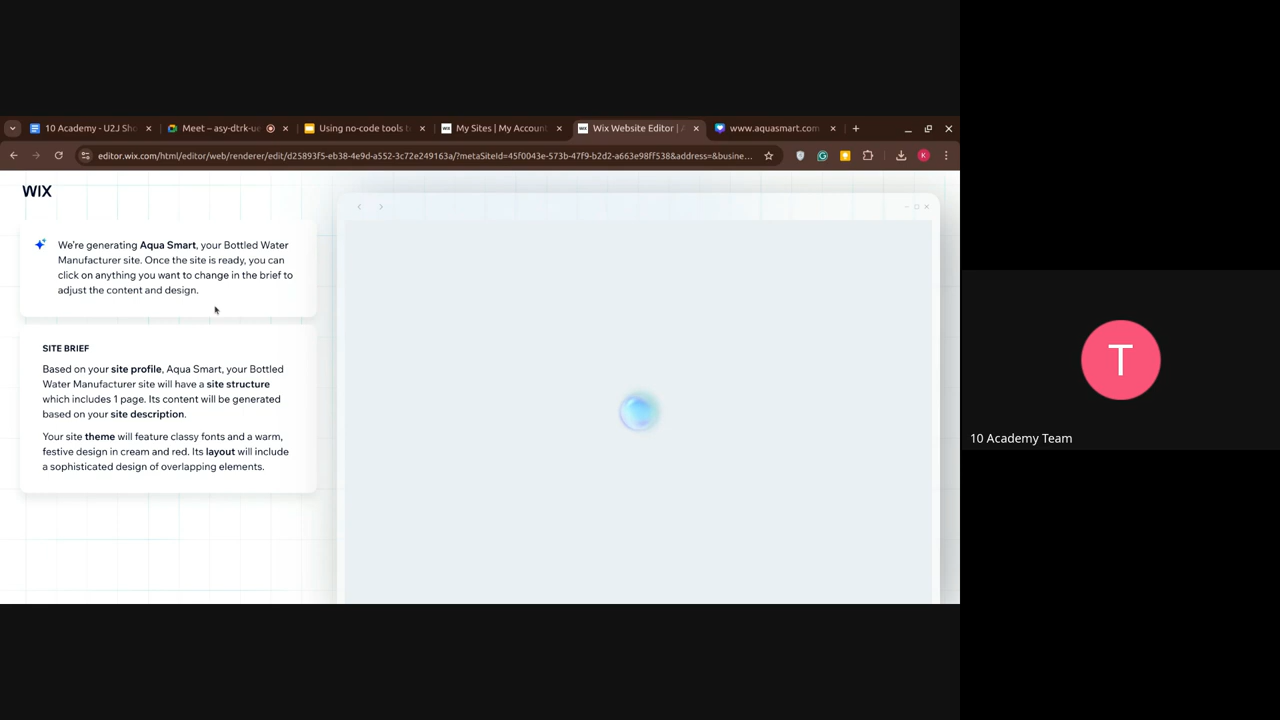 10 Academy - U2J Sho
Meet – asy-dtrk-ue
Using no-code tools t
WIX My Sites | My Accoun
WIX Wix Website Editor | A
www.aquasmart.com
editor.wix.com/html/editor/web/renderer/edit/d25893f5-eb38-4e9d-a552-3c72e249163a/?metaSiteId=45f0043e-573b-47f9-b2d2-a663e98ff538&address=&busine...
K
WIX
We're generating Aqua Smart, your Bottled Water
Manufacturer site. Once the site is ready, you can
click on anything you want to change in the brief to
adjust the content and design.
SITE BRIEF
Based on your site profile, Aqua Smart, your Bottled
Water Manufacturer site will have a site structure
which includes 1 page. Its content will be generated
based on your site description.
Your site theme will feature classy fonts and a warm,
festive design in cream and red. Its layout will include
a sophisticated design of overlapping elements.
T
10 Academy Team